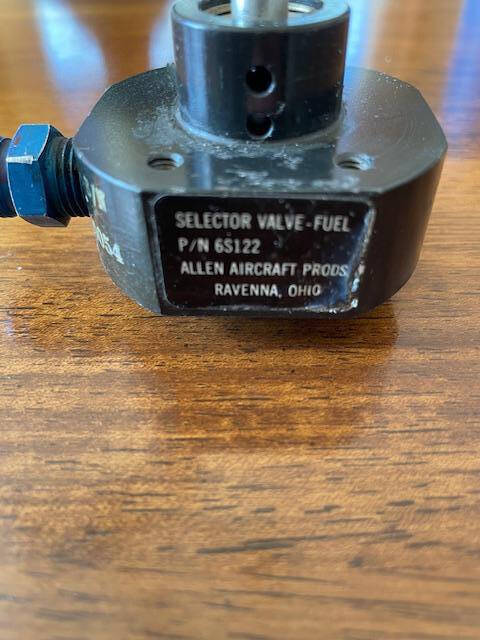 SELECTOR VALVE-FUEL
P/N 6S122
ALLEN AIRCRAFT PRODS
RAVENNA, OHIO